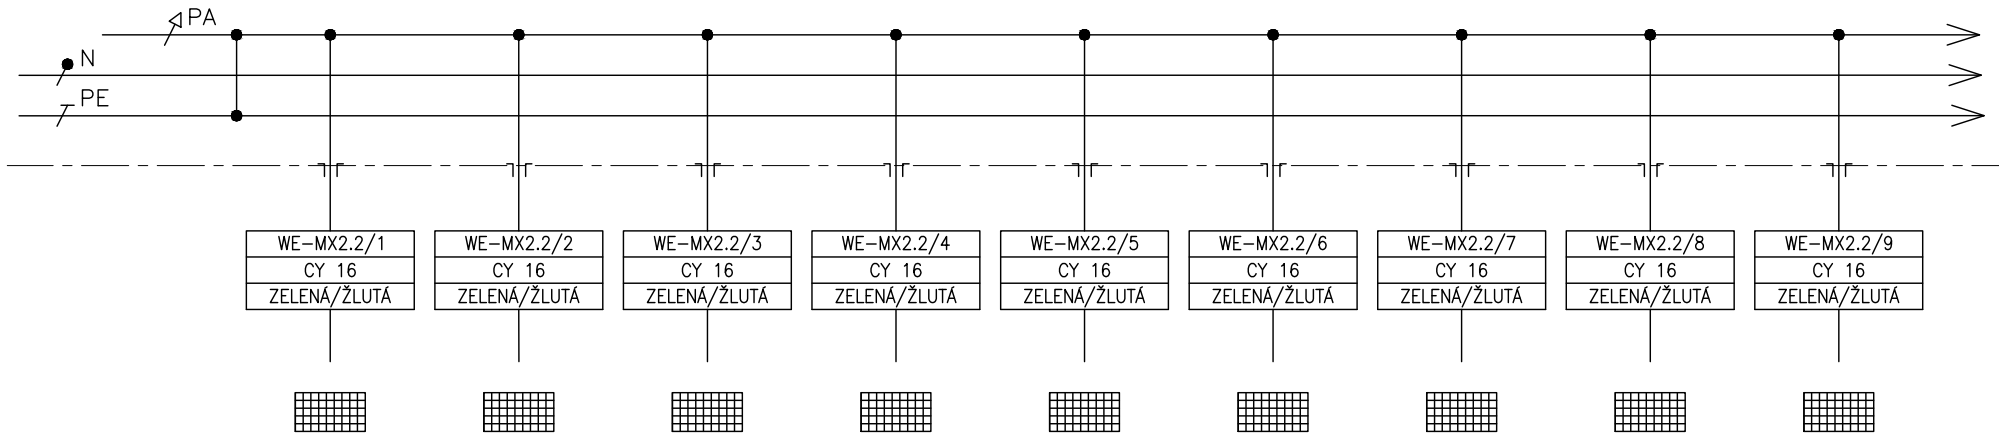 PA
N
PE
WE-MX2.2/1
CY 16
ZELENÁ/ŽLUTÁ
WE-MX2.2/2
CY 16
ZELENÁ/ŽLUTÁ
WE-MX2.2/3
CY 16
ZELENÁ/ŽLUTÁ
WE-MX2.2/4
CY 16
ZELENÁ/ŽLUTÁ
WE-MX2.2/5
CY 16
ZELENÁ/ŽLUTÁ
WE-MX2.2/6
CY 16
ZELENÁ/ŽLUTÁ
WE-MX2.2/7
CY 16
ZELENÁ/ŽLUTÁ
WE-MX2.2/8
CY 16
ZELENÁ/ŽLUTÁ
WE-MX2.2/9
CY 16
ZELENÁ/ŽLUTÁ